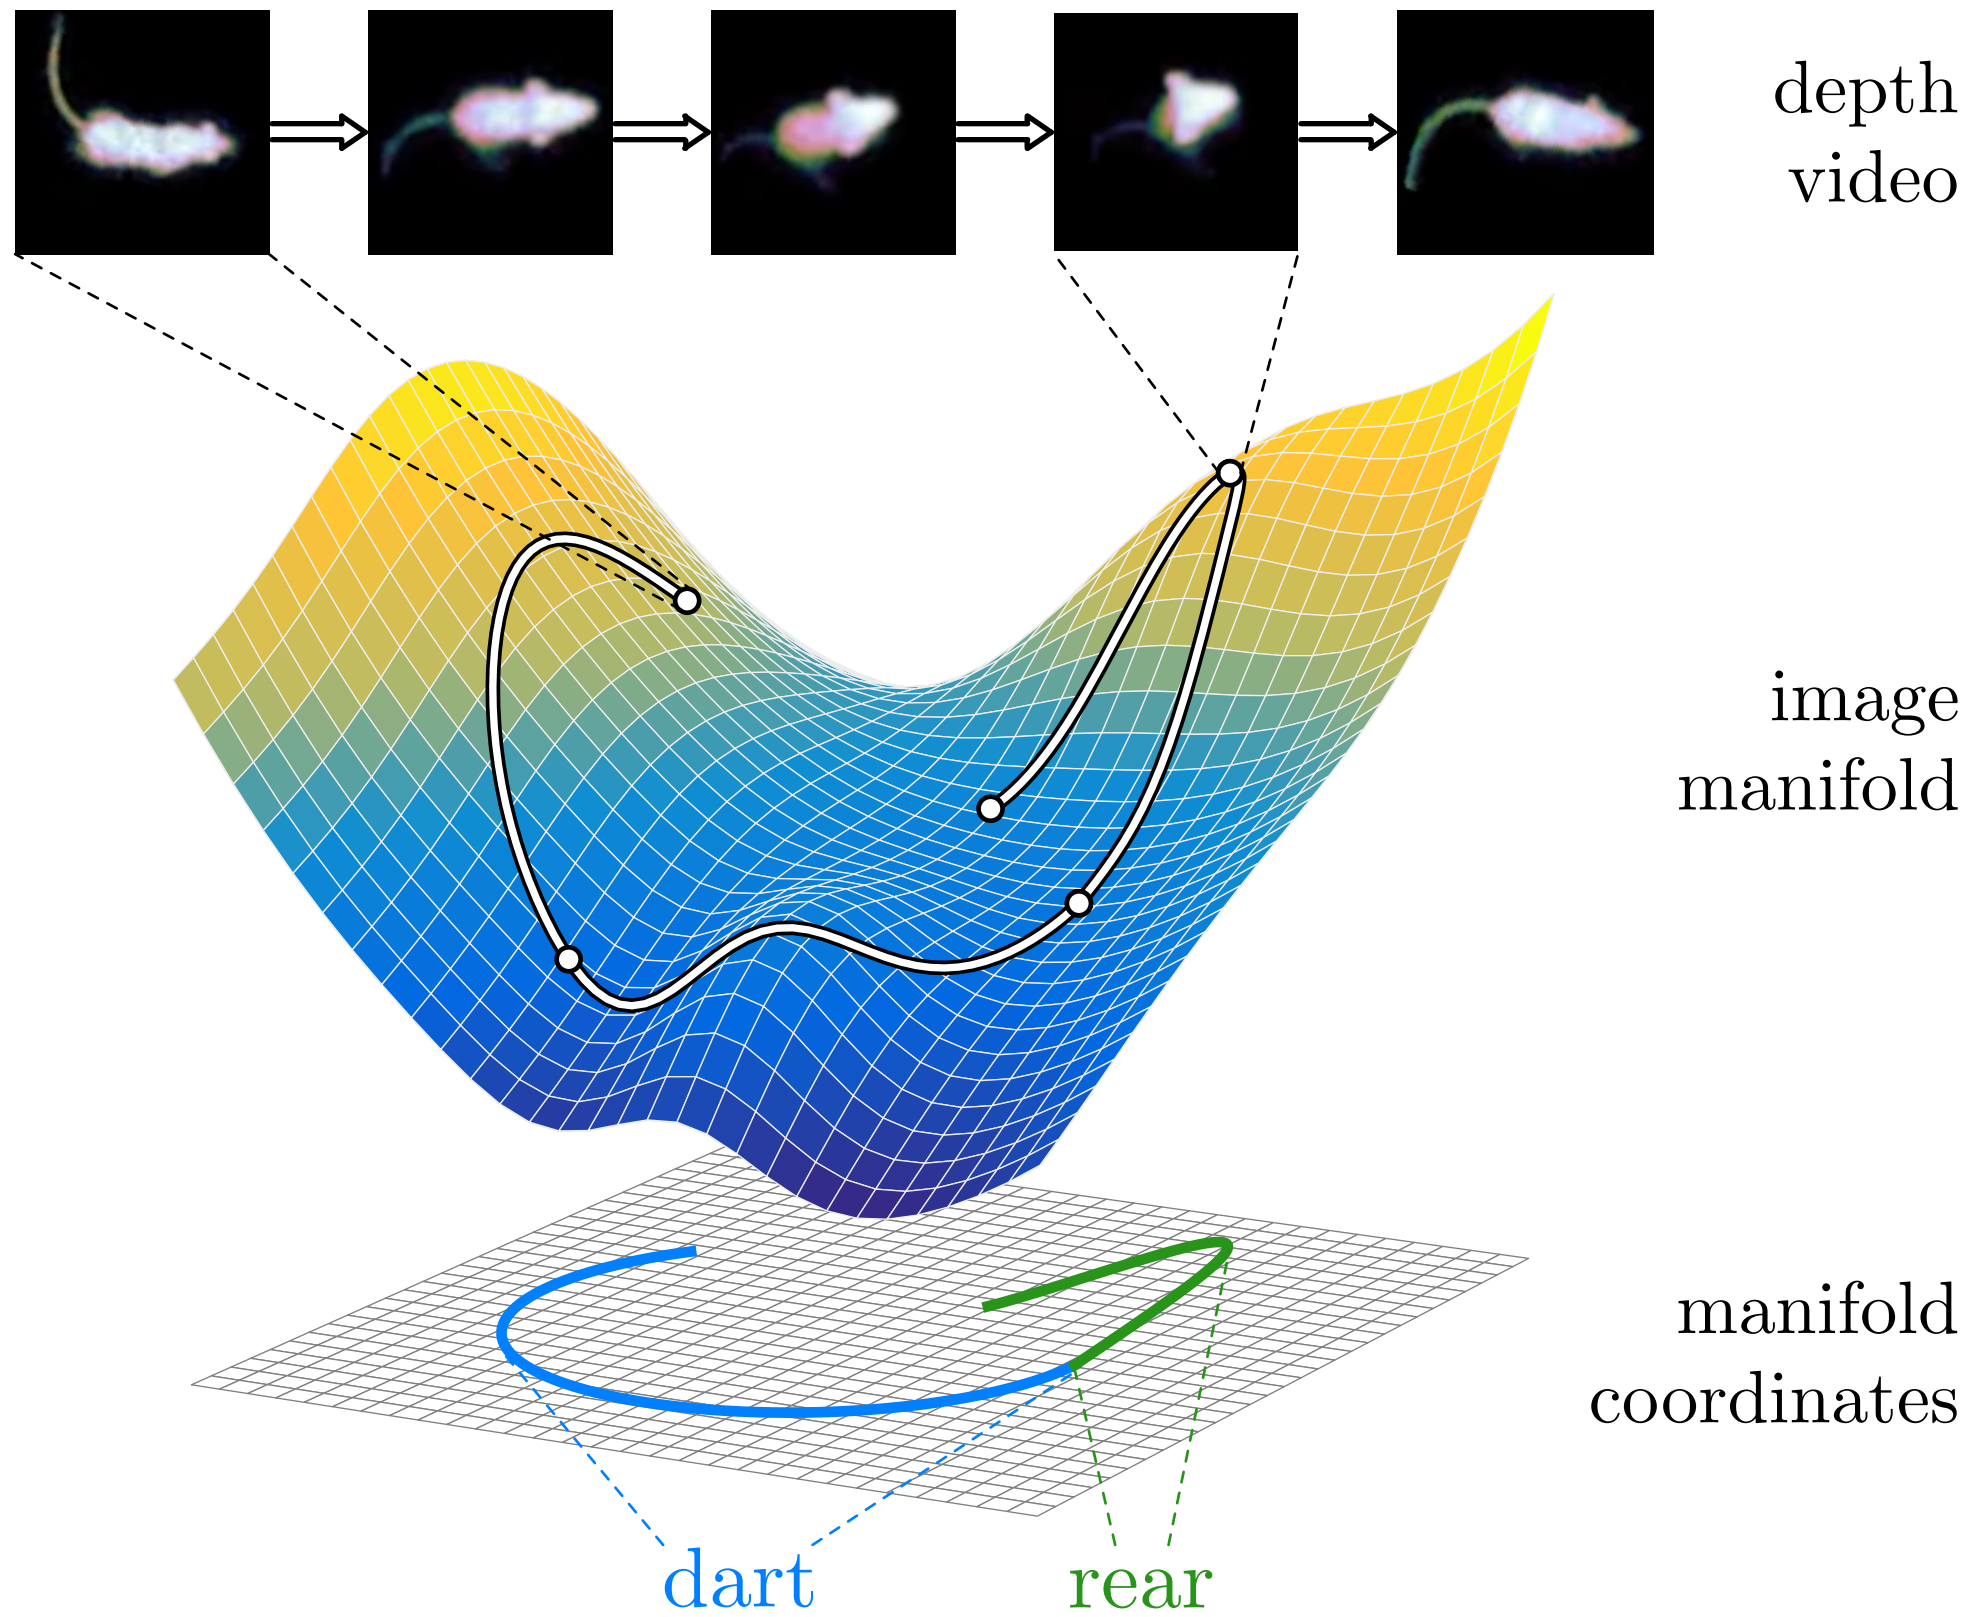 depth
video
image
manifold
manifold
coordinates
dart
rear